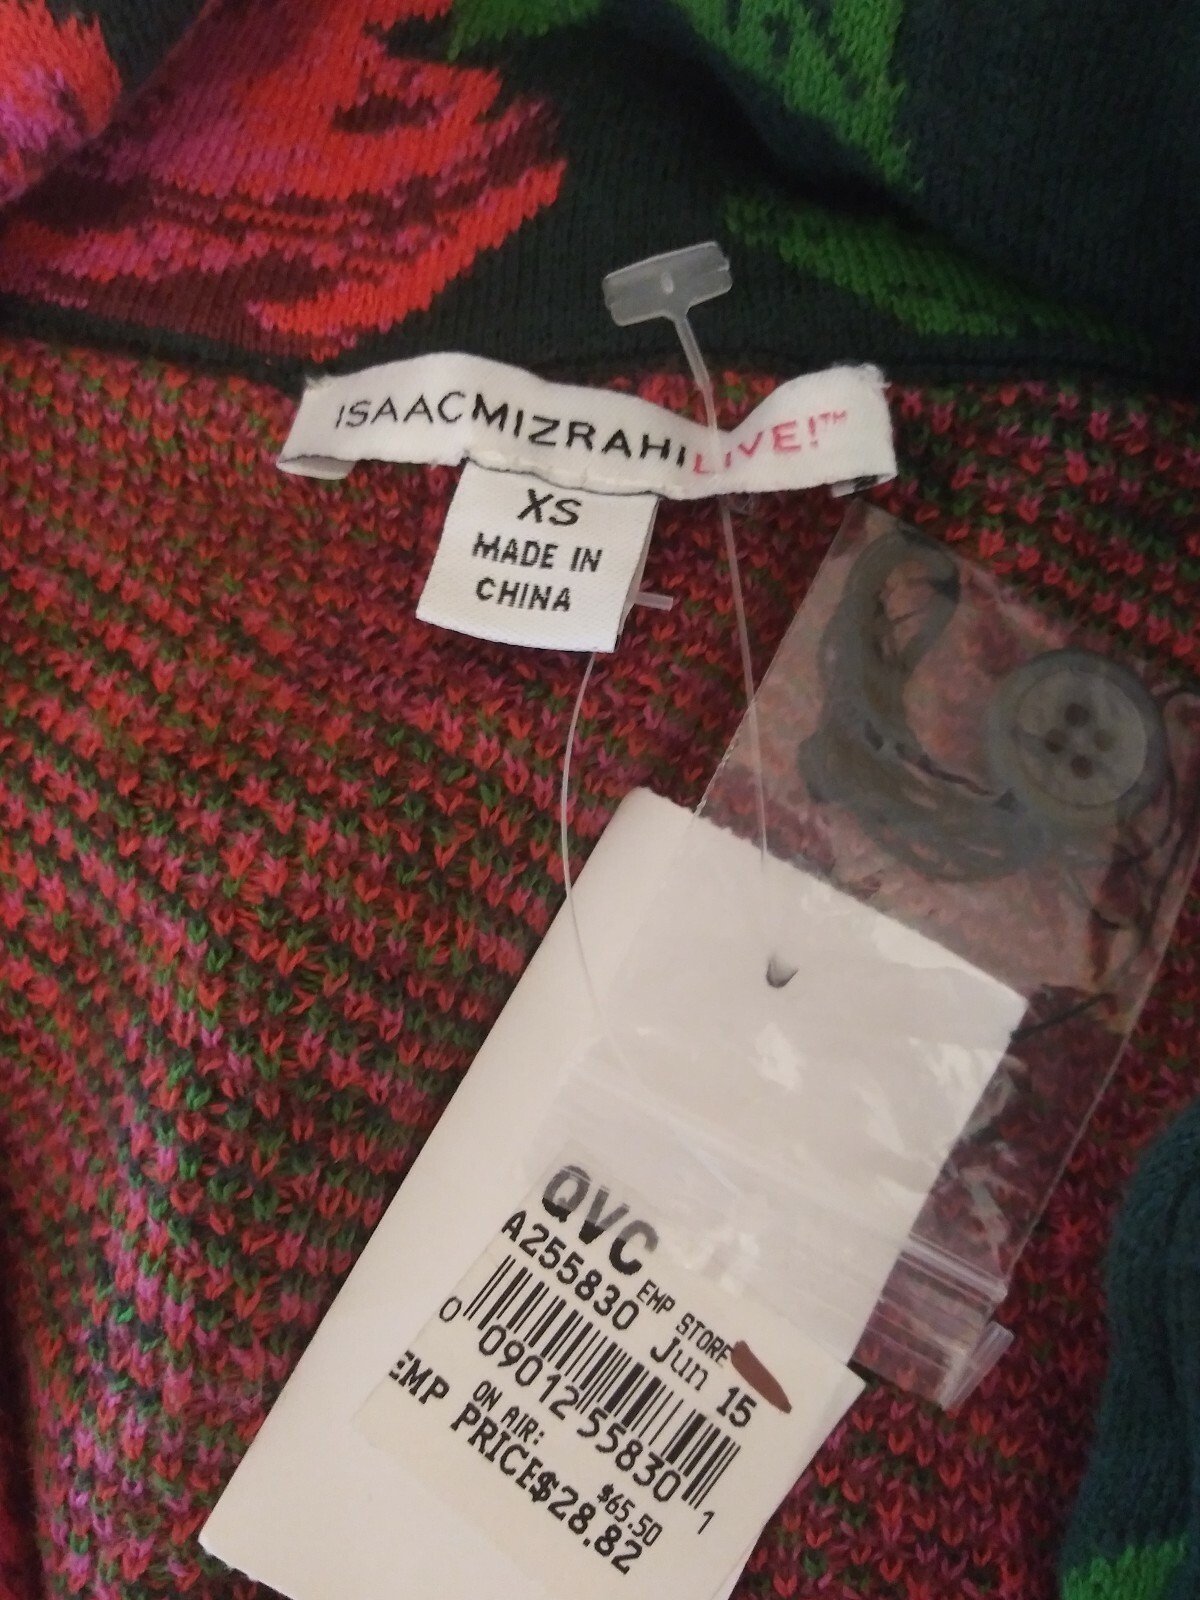 ISAACMIZRAHILIVE!™
XS
MADE IN
CHINA
QVC EMP STORE
A255830 Jun 15
0 09012 55830 1
ON AIR: $65.50
EMP PRICE$28.82